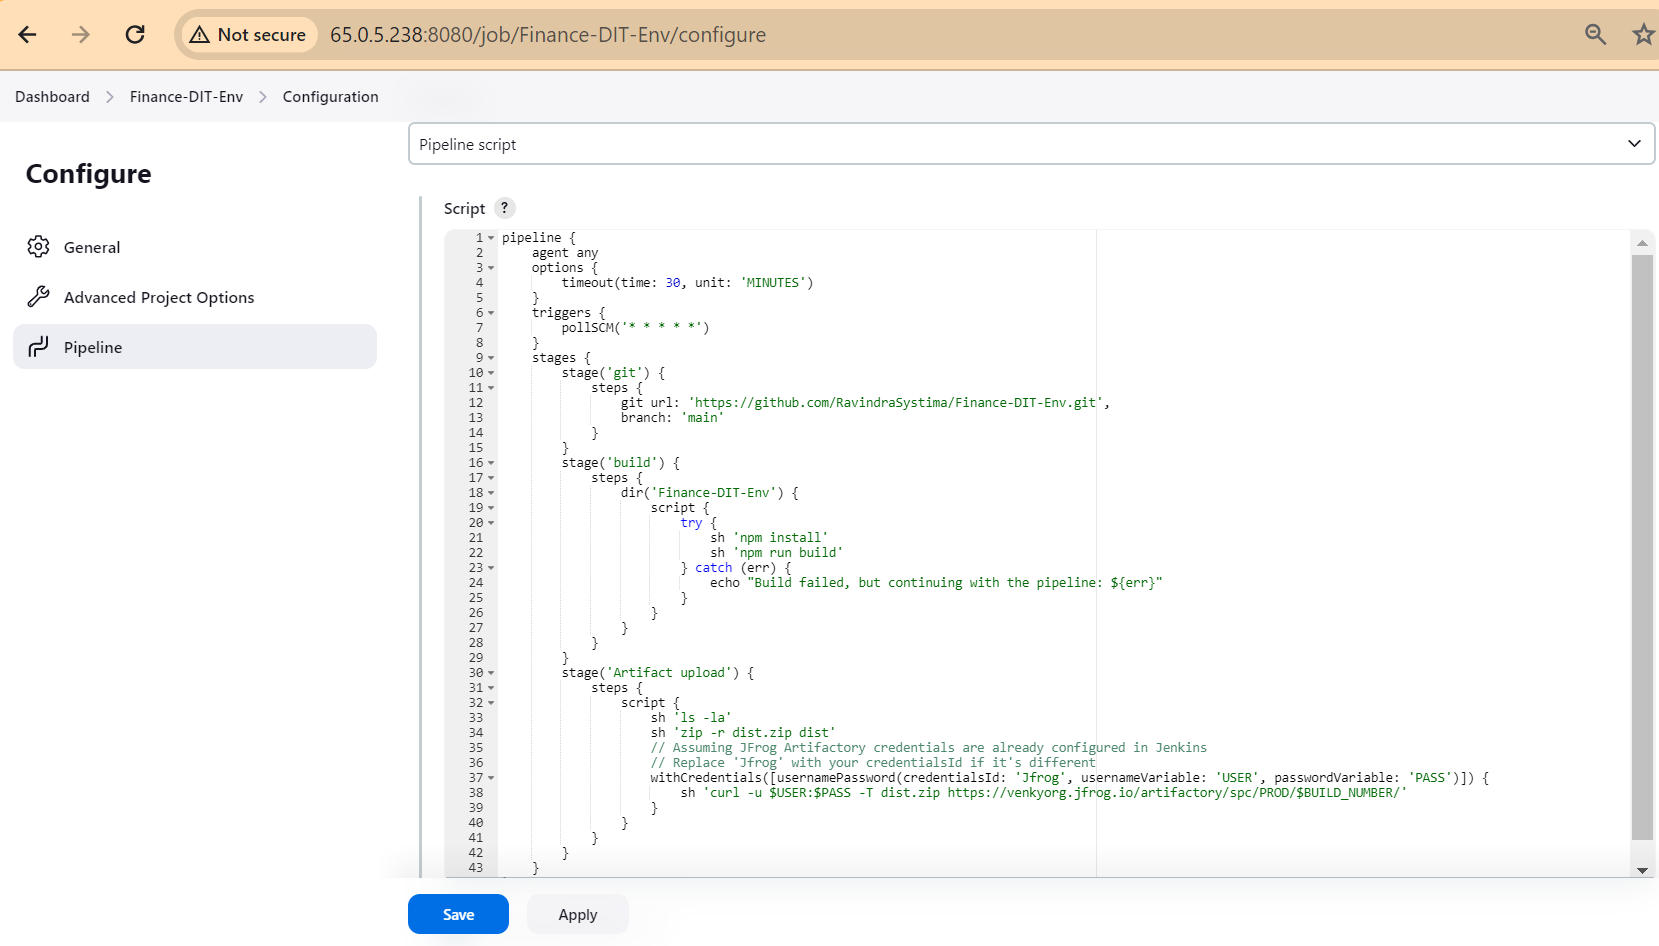 Not secure
65.0.5.238:8080/job/Finance-DIT-Env/configure
Dashboard > Finance-DIT-Env > Configuration
Configure
General
Advanced Project Options
Pipeline
Pipeline script
Script ?
1 pipeline {
2     agent any
3     options {
4         timeout(time: 30, unit: 'MINUTES')
5     }
6     triggers {
7         pollSCM('* * * * *')
8     }
9     stages {
10         stage('git') {
11             steps {
12                 git url: 'https://github.com/RavindraSystima/Finance-DIT-Env.git',
13                 branch: 'main'
14             }
15         }
16         stage('build') {
17             steps {
18                 dir('Finance-DIT-Env') {
19                     script {
20                         try {
21                             sh 'npm install'
22                             sh 'npm run build'
23                         } catch (err) {
24                             echo "Build failed, but continuing with the pipeline: ${err}"
25                         }
26                     }
27                 }
28             }
29         }
30         stage('Artifact upload') {
31             steps {
32                 script {
33                     sh 'ls -la'
34                     sh 'zip -r dist.zip dist'
35                     // Assuming JFrog Artifactory credentials are already configured in Jenkins
36                     // Replace 'Jfrog' with your credentialsId if it's different
37                     withCredentials([usernamePassword(credentialsId: 'Jfrog', usernameVariable: 'USER', passwordVariable: 'PASS')]) {
38                         sh 'curl -u $USER:$PASS -T dist.zip https://venkyorg.jfrog.io/artifactory/spc/PROD/$BUILD_NUMBER/'
39                     }
40                 }
41             }
42         }
43     }
Save
Apply